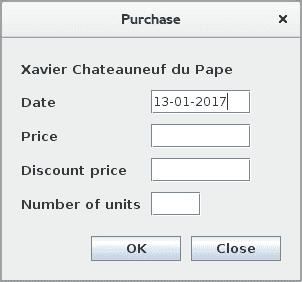 Purchase
Xavier Chateauneuf du Pape
Date 13-01-2017
Price
Discount price
Number of units
OK Close